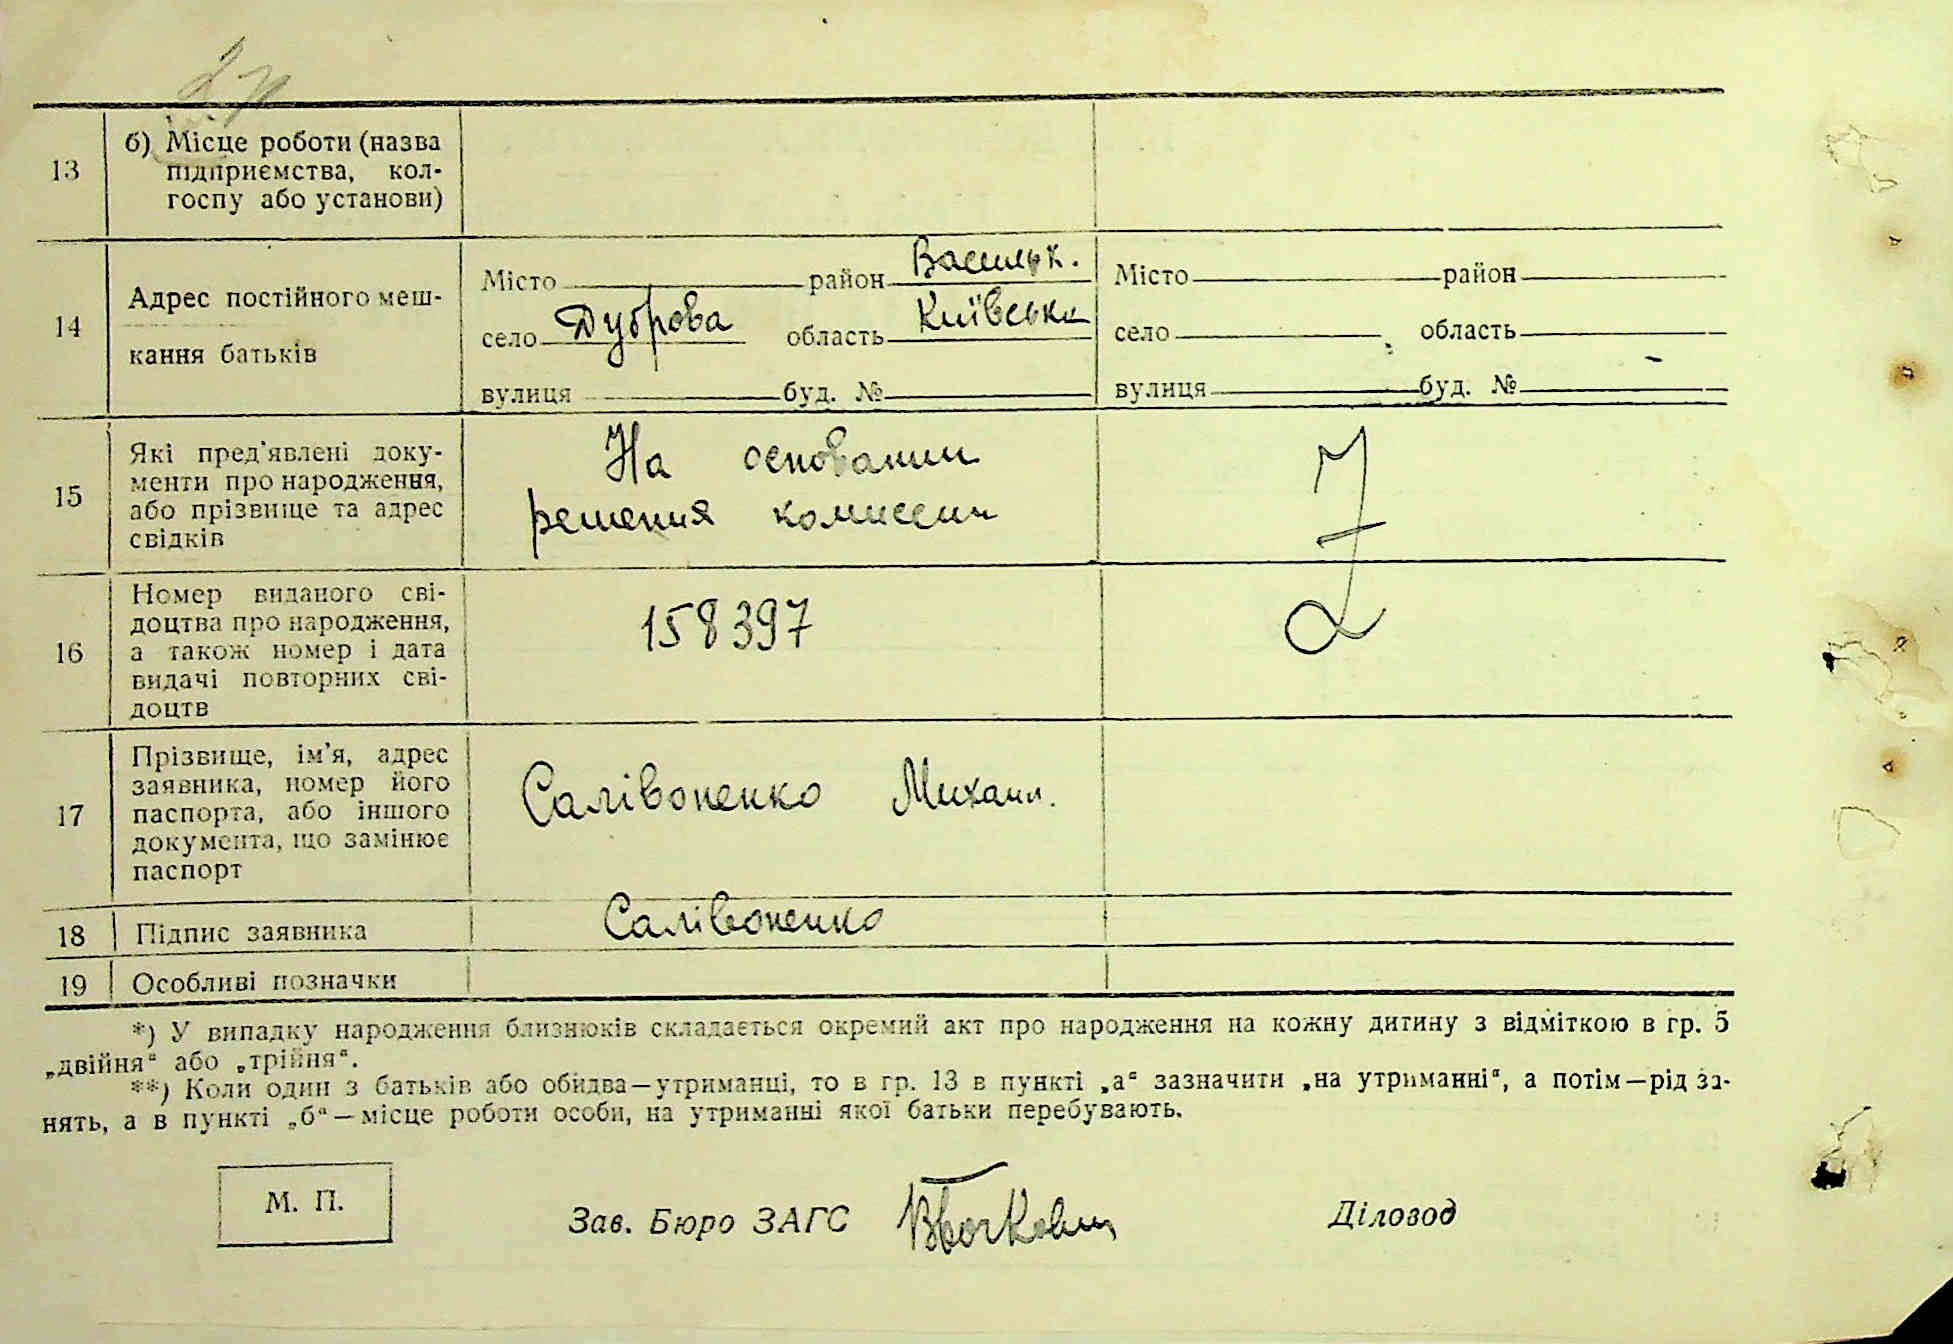 13 б) Місце роботи (назва
підприємства, кол-
госпу або установи)
14 Адрес постійного меш-
кання батьків
Місто район Васильк.
село Дуброва область Київська
вулиця буд. №
Місто район
село область
вулиця буд. №
15 Які пред'явлені доку-
менти про народження,
або прізвище та адрес
свідків
На основании
решения комиссии
16 Номер виданого сві-
доцтва про народження,
а також номер і дата
видачі повторних сві-
доцтв
158397
17 Прізвище, ім'я, адрес
заявника, номер його
паспорта, або іншого
документа, що замінює
паспорт
Салівоненко Михаил.
18 Підпис заявника Салівоненко
19 Особливі позначки
*) У випадку народження близнюків складається окремий акт про народження на кожну дитину з відміткою в гр. 5
„двійня“ або „трійня“.
**) Коли один з батьків або обидва—утриманці, то в гр. 13 в пункті „а“ зазначити „на утриманні“, а потім—рід за-
нять, а в пункті „б“—місце роботи особи, на утриманні якої батьки перебувають.
М. П.
Зав. Бюро ЗАГС
Діловод